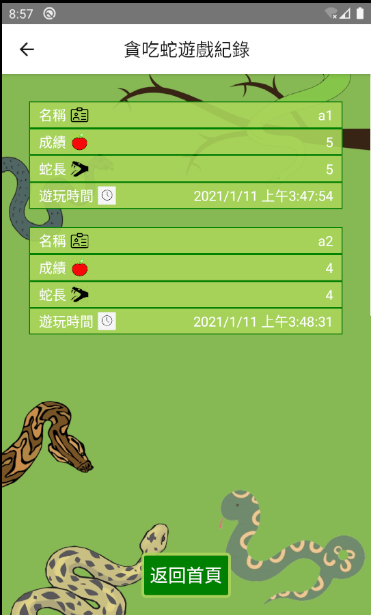 8:57
貪吃蛇遊戲紀錄
名稱 a1
成績 5
蛇長 5
遊玩時間 2021/1/11 上午3:47:54
名稱 a2
成績 4
蛇長 4
遊玩時間 2021/1/11 上午3:48:31
返回首頁